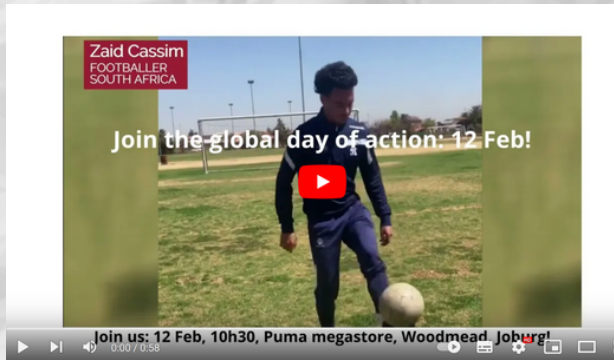 Zaid Cassim
FOOTBALLER
SOUTH AFRICA
Join the global day of action: 12 Feb!
Join us: 12 Feb, 10h30, Puma megastore, Woodmead, Joburg!
0:00 / 0:58